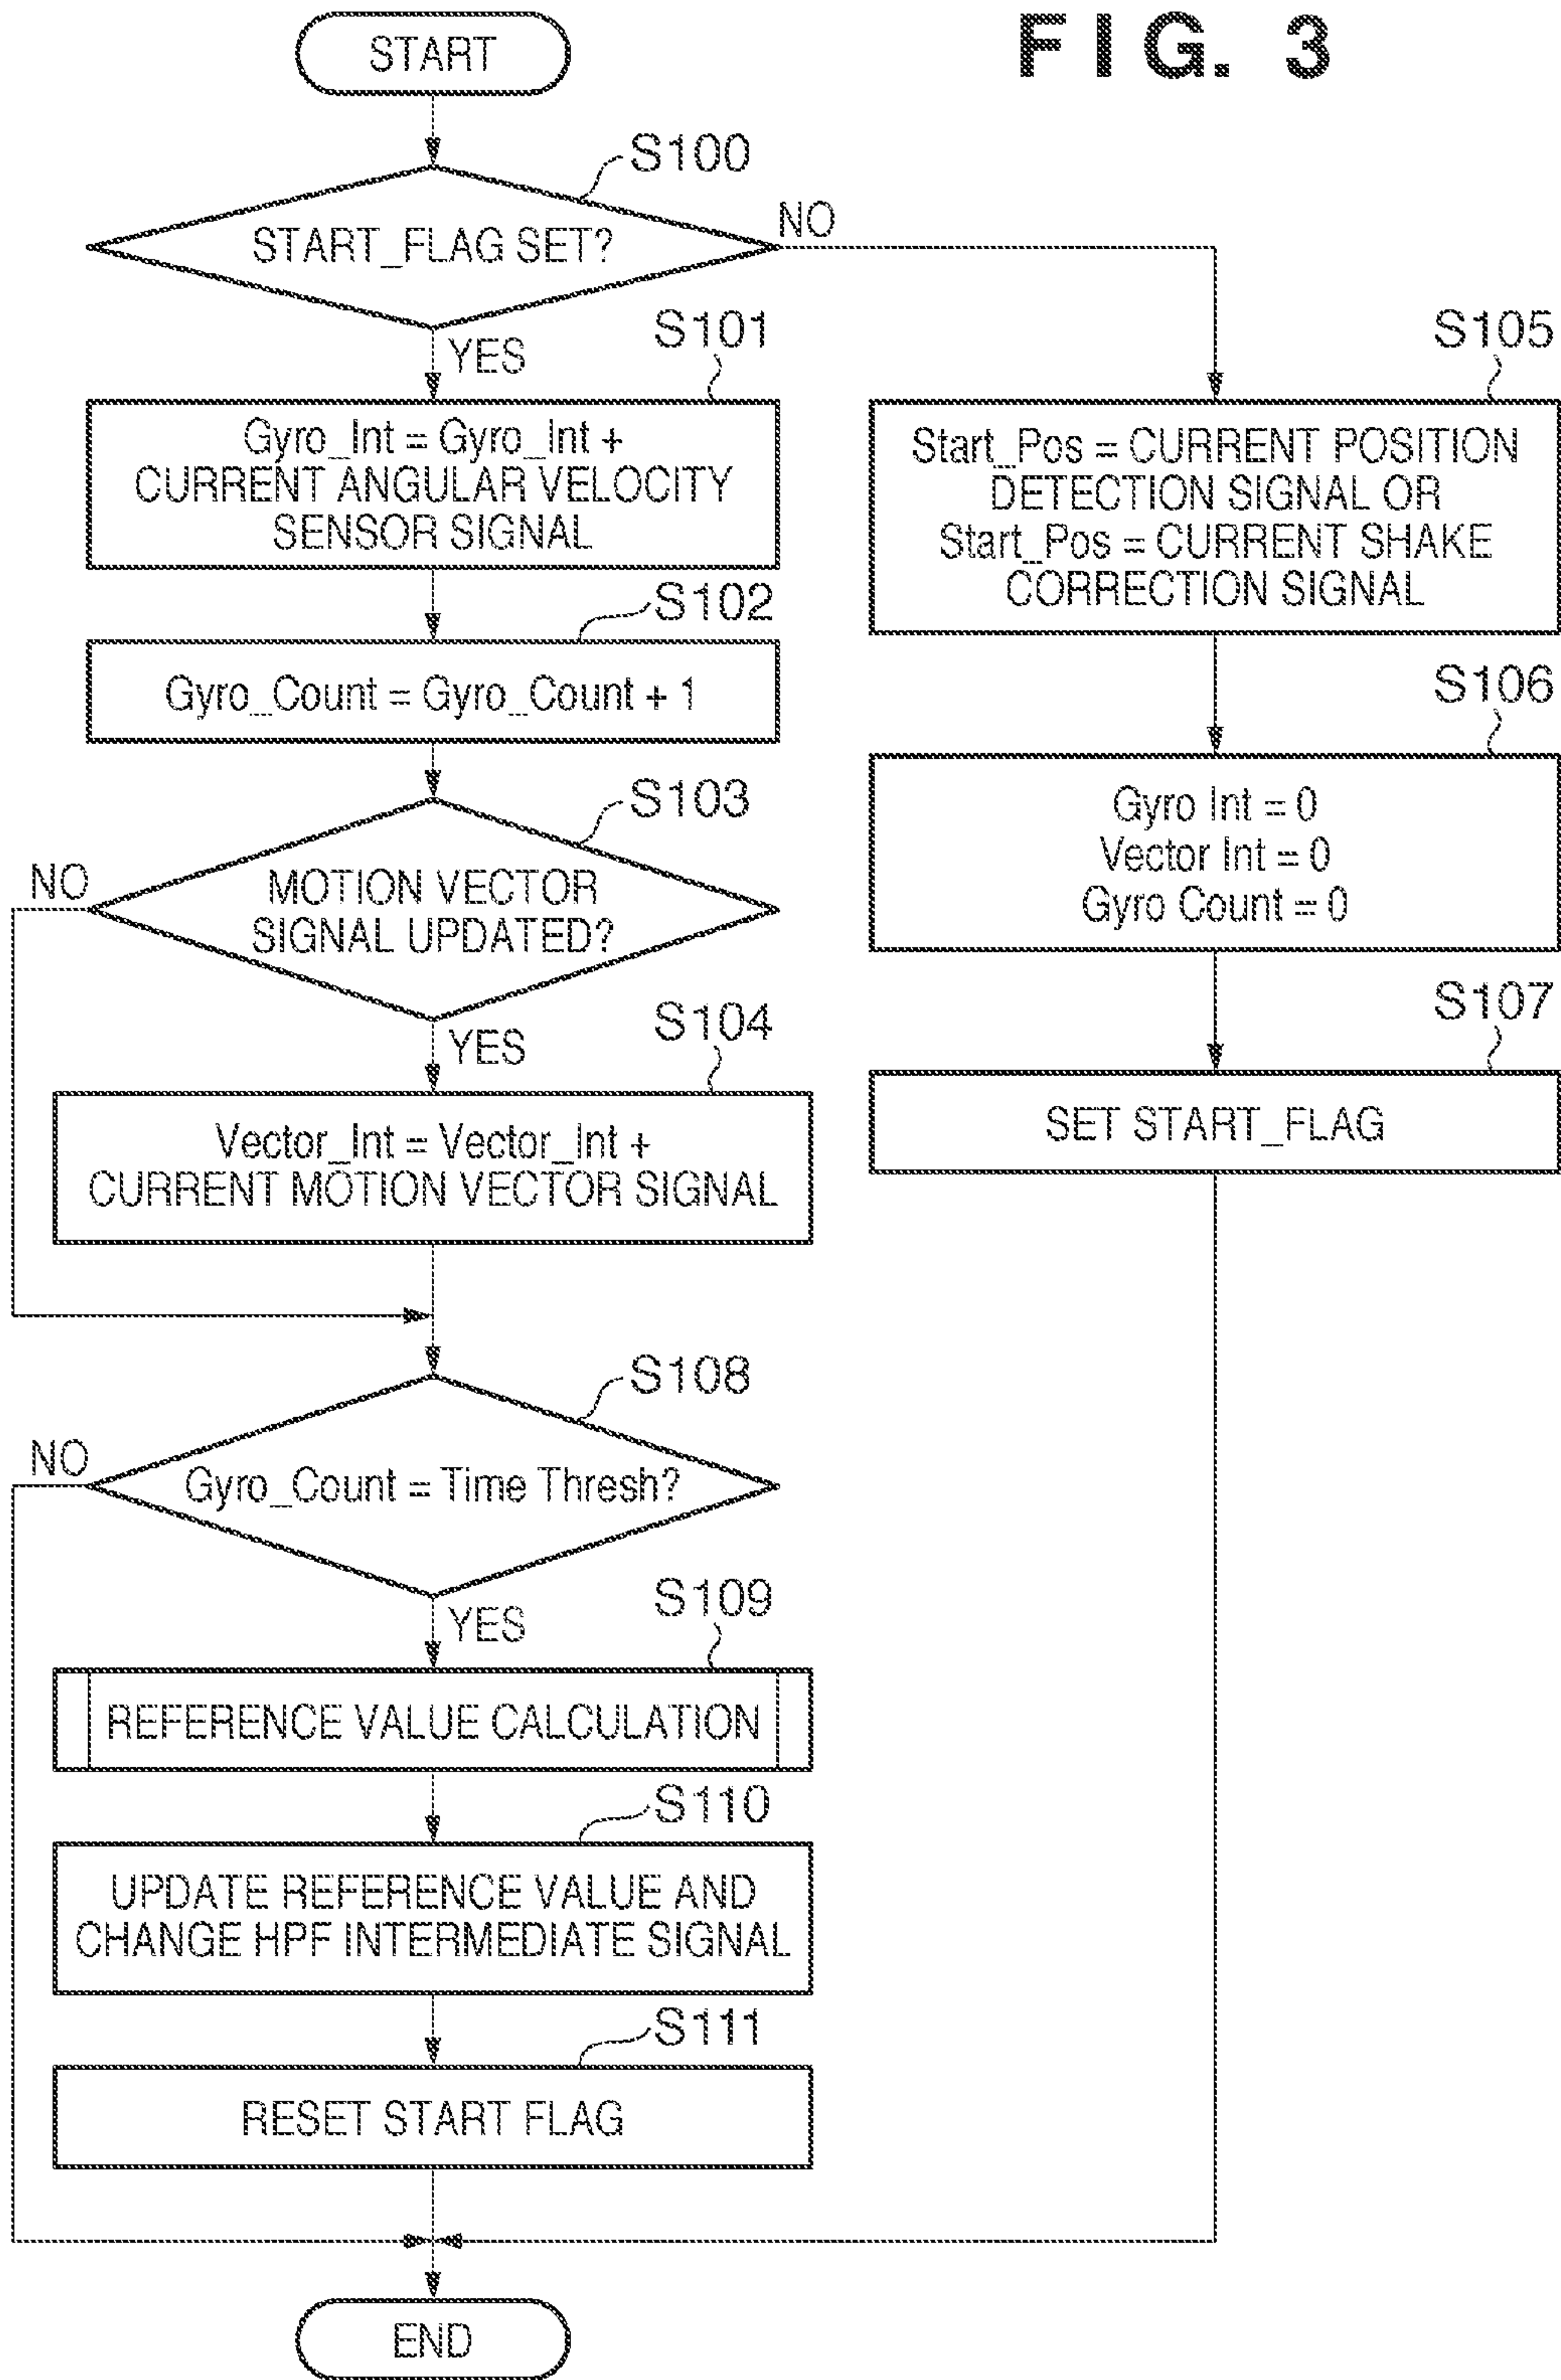 FIG. 3
START
S100
START_FLAG SET?
NO
YES
S101
Gyro_Int = Gyro_Int +
CURRENT ANGULAR VELOCITY
SENSOR SIGNAL
S102
Gyro_Count = Gyro_Count + 1
S103
NO
MOTION VECTOR
SIGNAL UPDATED?
YES
S104
Vector_Int = Vector_Int +
CURRENT MOTION VECTOR SIGNAL
S105
Start_Pos = CURRENT POSITION
DETECTION SIGNAL OR
Start_Pos = CURRENT SHAKE
CORRECTION SIGNAL
S106
Gyro Int = 0
Vector Int = 0
Gyro Count = 0
S107
SET START_FLAG
S108
NO
Gyro_Count = Time Thresh?
YES
S109
REFERENCE VALUE CALCULATION
S110
UPDATE REFERENCE VALUE AND
CHANGE HPF INTERMEDIATE SIGNAL
S111
RESET START FLAG
END